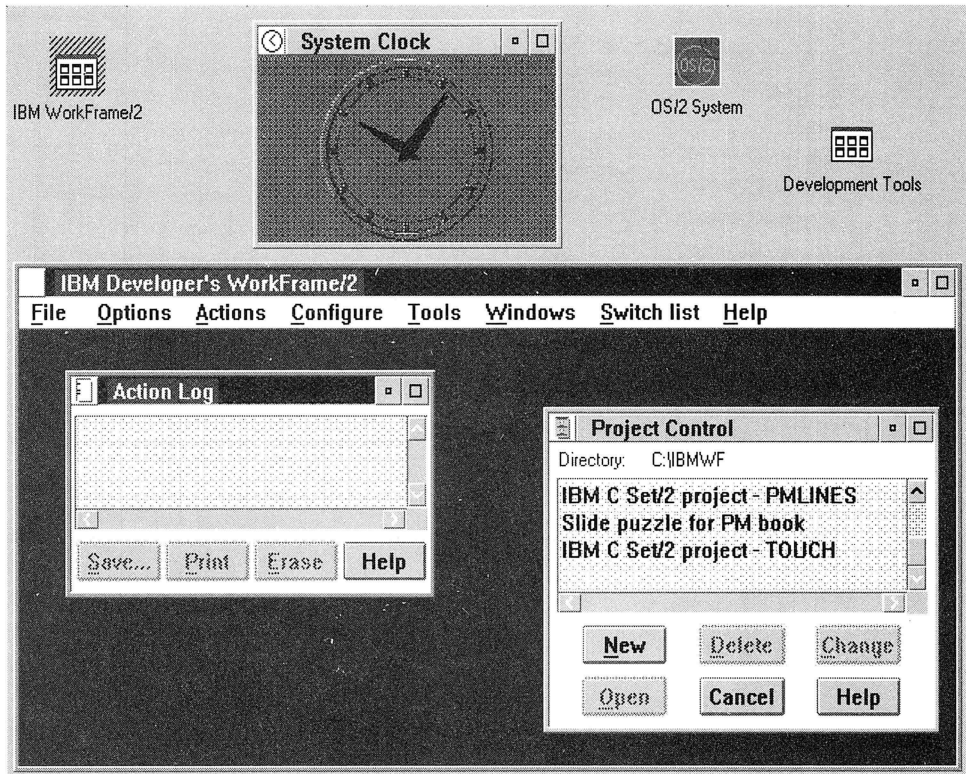 System Clock
IBM WorkFrame/2
OS/2
OS/2 System
Development Tools
IBM Developer's WorkFrame/2
File Options Actions Configure Tools Windows Switch list Help
Action Log
Save... Print Erase Help
Project Control
Directory: C:\IBMWF
IBM C Set/2 project - PMLINES
Slide puzzle for PM book
IBM C Set/2 project - TOUCH
New Delete Change
Open Cancel Help